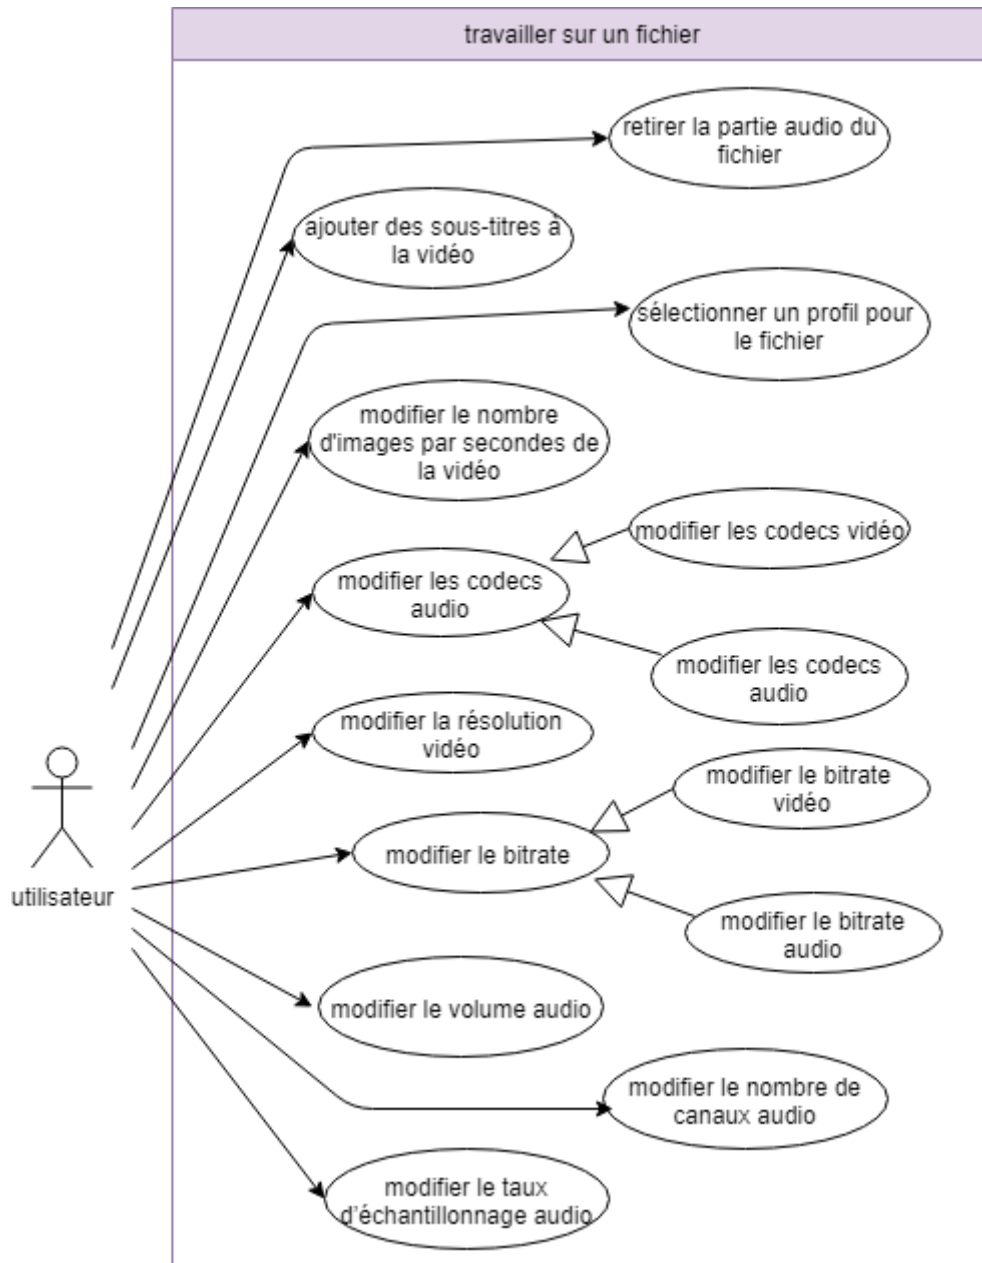 travailler sur un fichier
retirer la partie audio du
fichier
ajouter des sous-titres à
la vidéo
sélectionner un profil pour
le fichier
modifier le nombre
d'images par secondes de
la vidéo
modifier les codecs vidéo
modifier les codecs
audio
modifier les codecs
audio
modifier la résolution
vidéo
modifier le bitrate
vidéo
modifier le bitrate
utilisateur
modifier le bitrate
audio
modifier le volume audio
modifier le nombre de
canaux audio
modifier le taux
d'échantillonnage audio